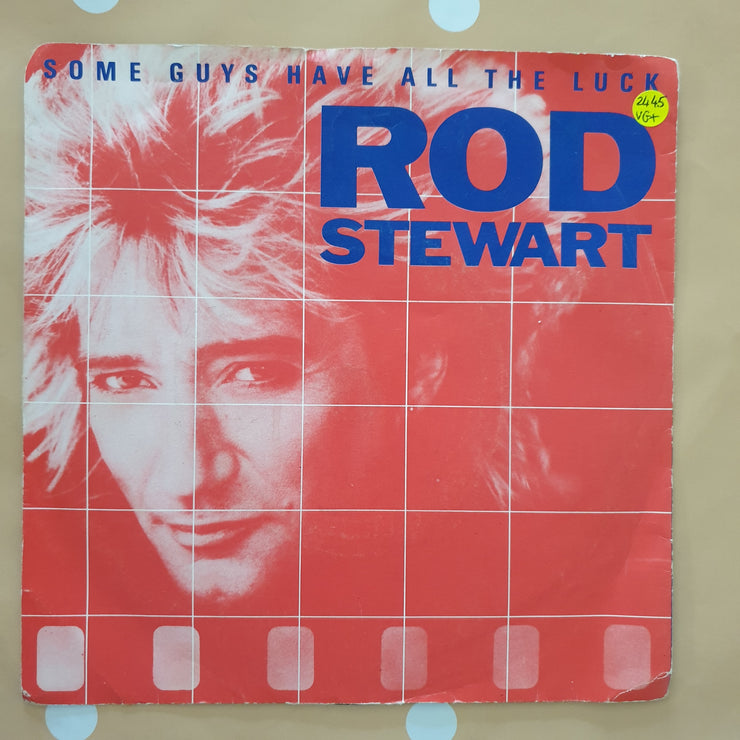 SOME GUYS HAVE ALL THE LUCK
2445
VG+
ROD
STEWART